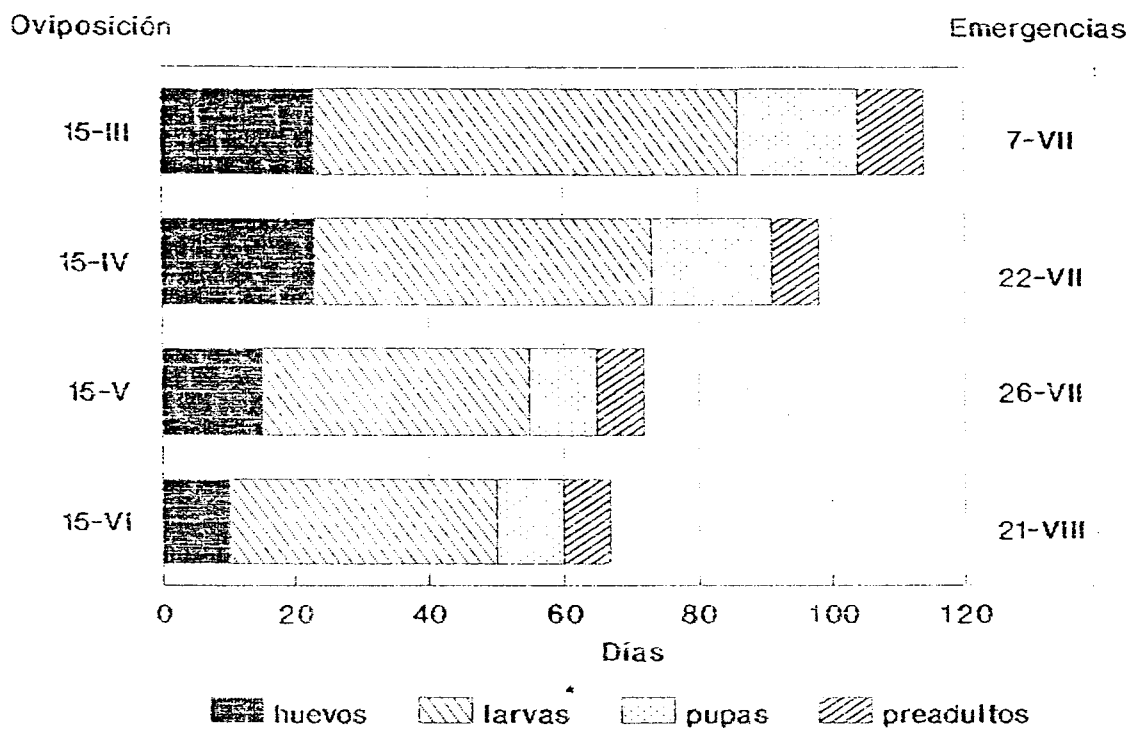 Oviposición Emergencias
15-III 7-VII
15-IV 22-VII
15-V 26-VII
15-VI 21-VIII
0 20 40 60 80 100 120
Días
huevos larvas pupas preadultos